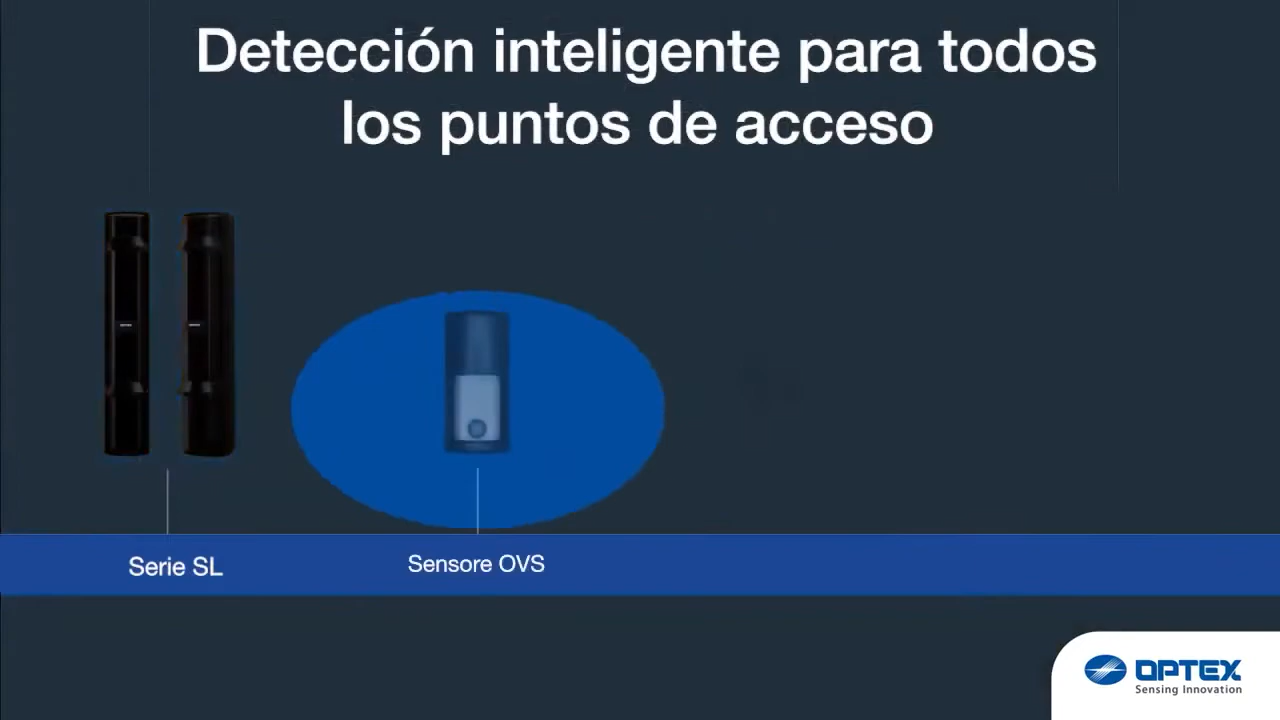 Detección inteligente para todos
los puntos de acceso
Serie SL
Sensore OVS
OPTEX
Sensing Innovation